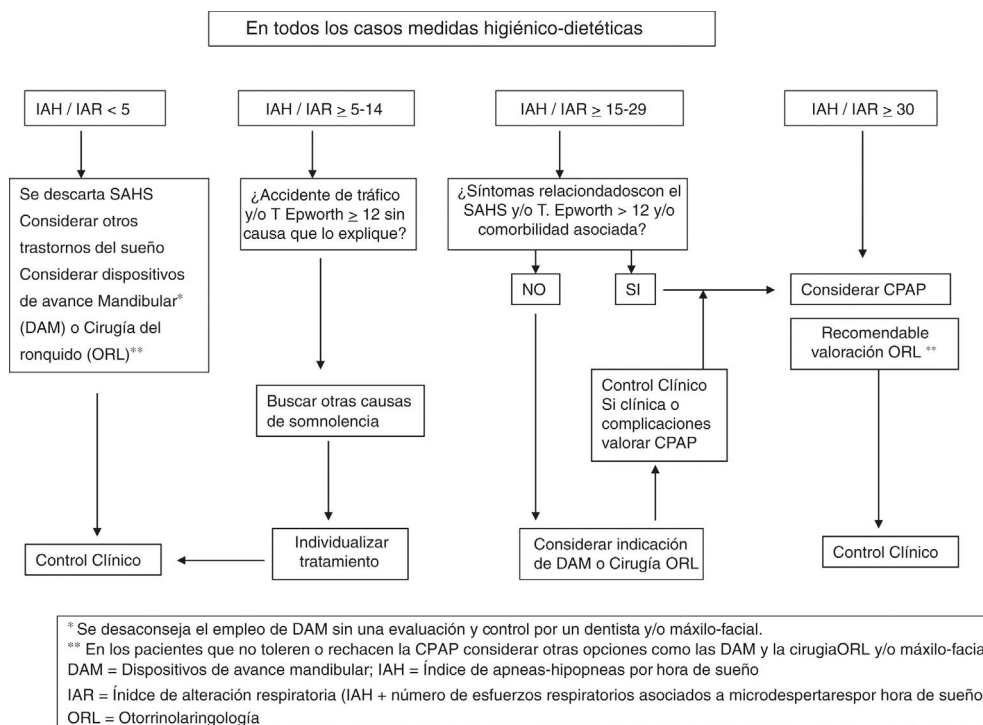 En todos los casos medidas higiénico-dietéticas
IAH / IAR < 5
IAH / IAR ≥ 5-14
IAH / IAR ≥ 15-29
IAH / IAR ≥ 30
Se descarta SAHS
Considerar otros
trastornos del sueño
Considerar dispositivos
de avance Mandibular*
(DAM) o Cirugía del
ronquido (ORL)**
¿Accidente de tráfico
y/o T Epworth ≥ 12 sin
causa que lo explique?
¿Síntomas relaciondadoscon el
SAHS y/o T. Epworth > 12 y/o
comorbilidad asociada?
NO
SI
Considerar CPAP
Recomendable
valoración ORL **
Buscar otras causas
de somnolencia
Control Clínico
Si clínica o
complicaciones
valorar CPAP
Control Clínico
Individualizar
tratamiento
Considerar indicación
de DAM o Cirugía ORL
Control Clínico
* Se desaconseja el empleo de DAM sin una evaluación y control por un dentista y/o máxilo-facial.
** En los pacientes que no toleren o rechacen la CPAP considerar otras opciones como las DAM y la cirugiaORL y/o máxilo-facia
DAM = Dispositivos de avance mandibular; IAH = Índice de apneas-hipopneas por hora de sueño
IAR = Ínidce de alteración respiratoria (IAH + número de esfuerzos respiratorios asociados a microdespertarespor hora de sueño
ORL = Otorrinolaringología